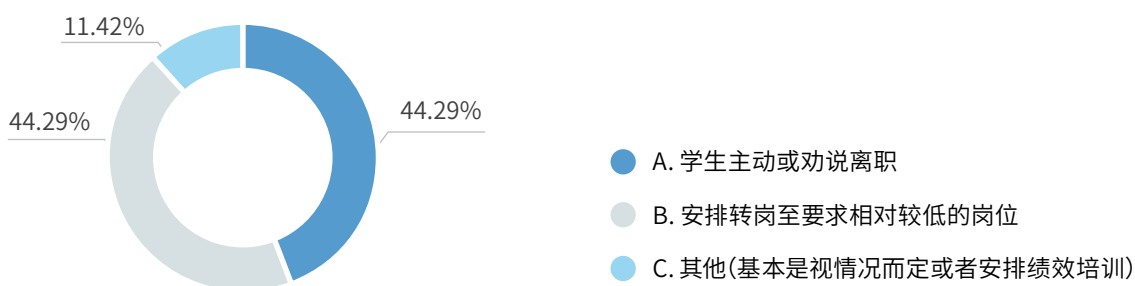 11.42%
44.29%
44.29%
A. 学生主动或劝说离职
B. 安排转岗至要求相对较低的岗位
C. 其他(基本是视情况而定或者安排绩效培训)